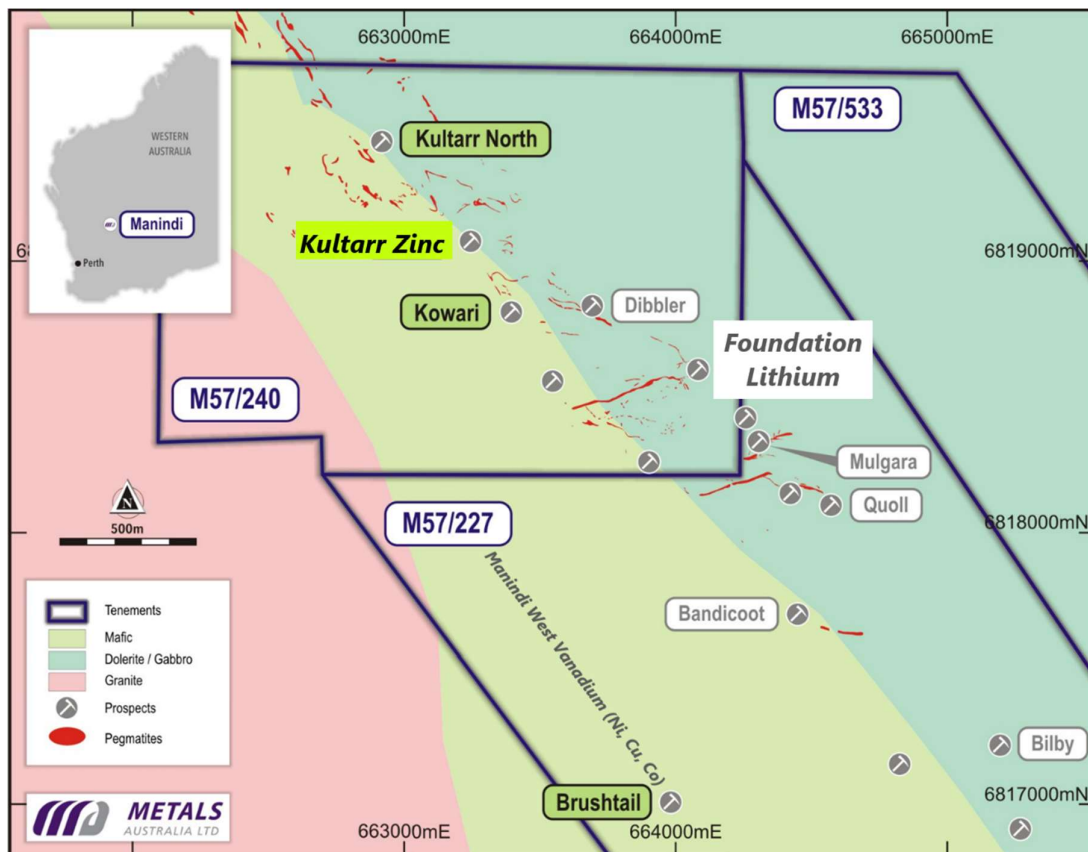 663000mE
664000mE
665000mE
WESTERN
AUSTRALIA
Manindi
Perth
M57/533
Kultarr North
Kultarr Zinc
68
6819000mN
Kowari
Dibbler
Foundation
Lithium
M57/240
Mulgara
Quoll
N
500m
M57/227
6818000mN
Manindi West Vanadium (Ni, Cu, Co)
Bandicoot
Tenements
Mafic
Dolerite / Gabbro
Granite
Prospects
Pegmatites
Bilby
Brushtail
6817000mN
METALS
AUSTRALIA LTD
663000mE
664000mE